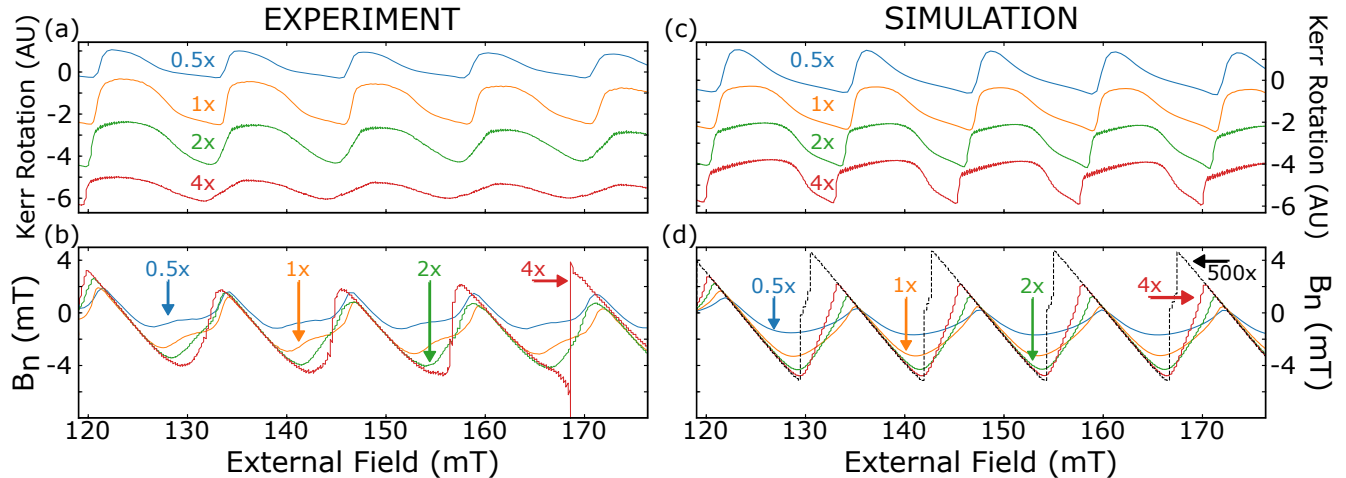 EXPERIMENT
SIMULATION
(a)
Kerr Rotation (AU)
0
-2
-4
-6
0.5x
1x
2x
4x
(c)
0.5x
1x
2x
4x
0
-2
-4
-6
Kerr Rotation (AU)
(b)
Bn (mT)
4
0
-4
0.5x
1x
2x
4x
120 130 140 150 160 170
External Field (mT)
(d)
0.5x
1x
2x
4x
500x
4
0
-4
Bn (mT)
120 130 140 150 160 170
External Field (mT)